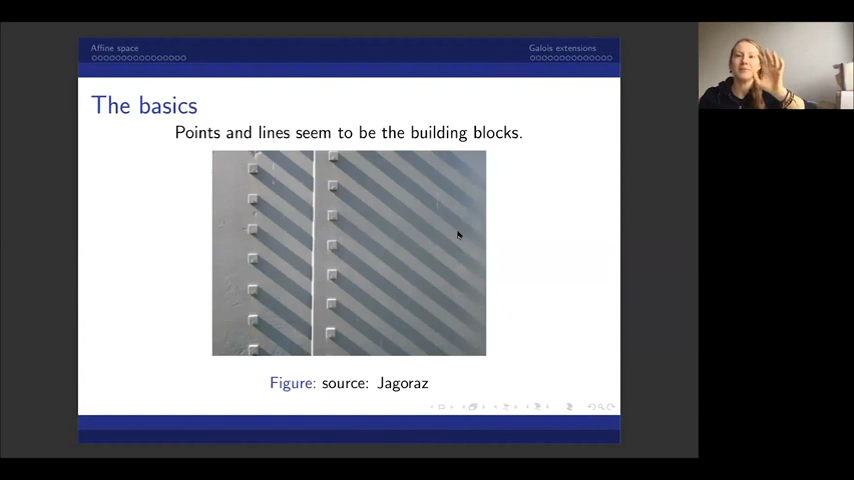 Affine space
Galois extensions
The basics
Points and lines seem to be the building blocks.
Figure: source: Jagoraz